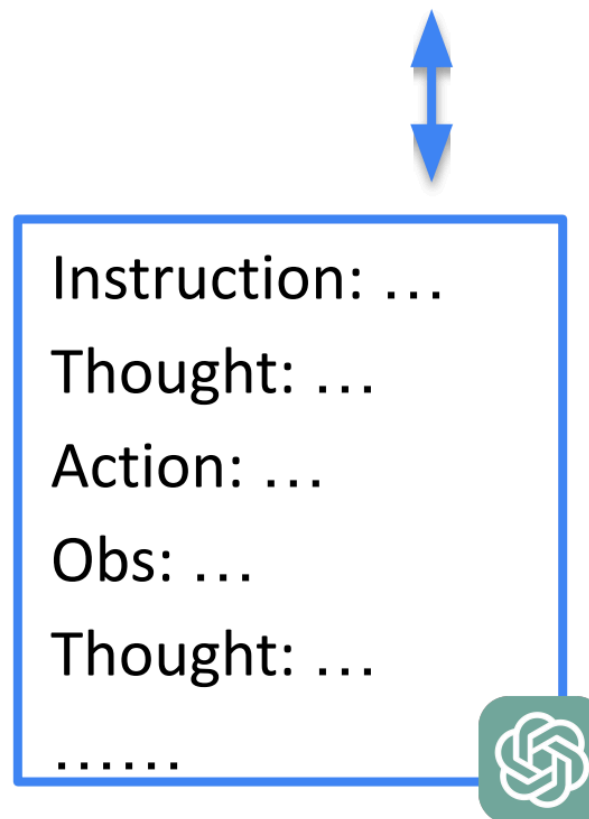 Instruction: …
Thought: …
Action: …
Obs: …
Thought: …
……